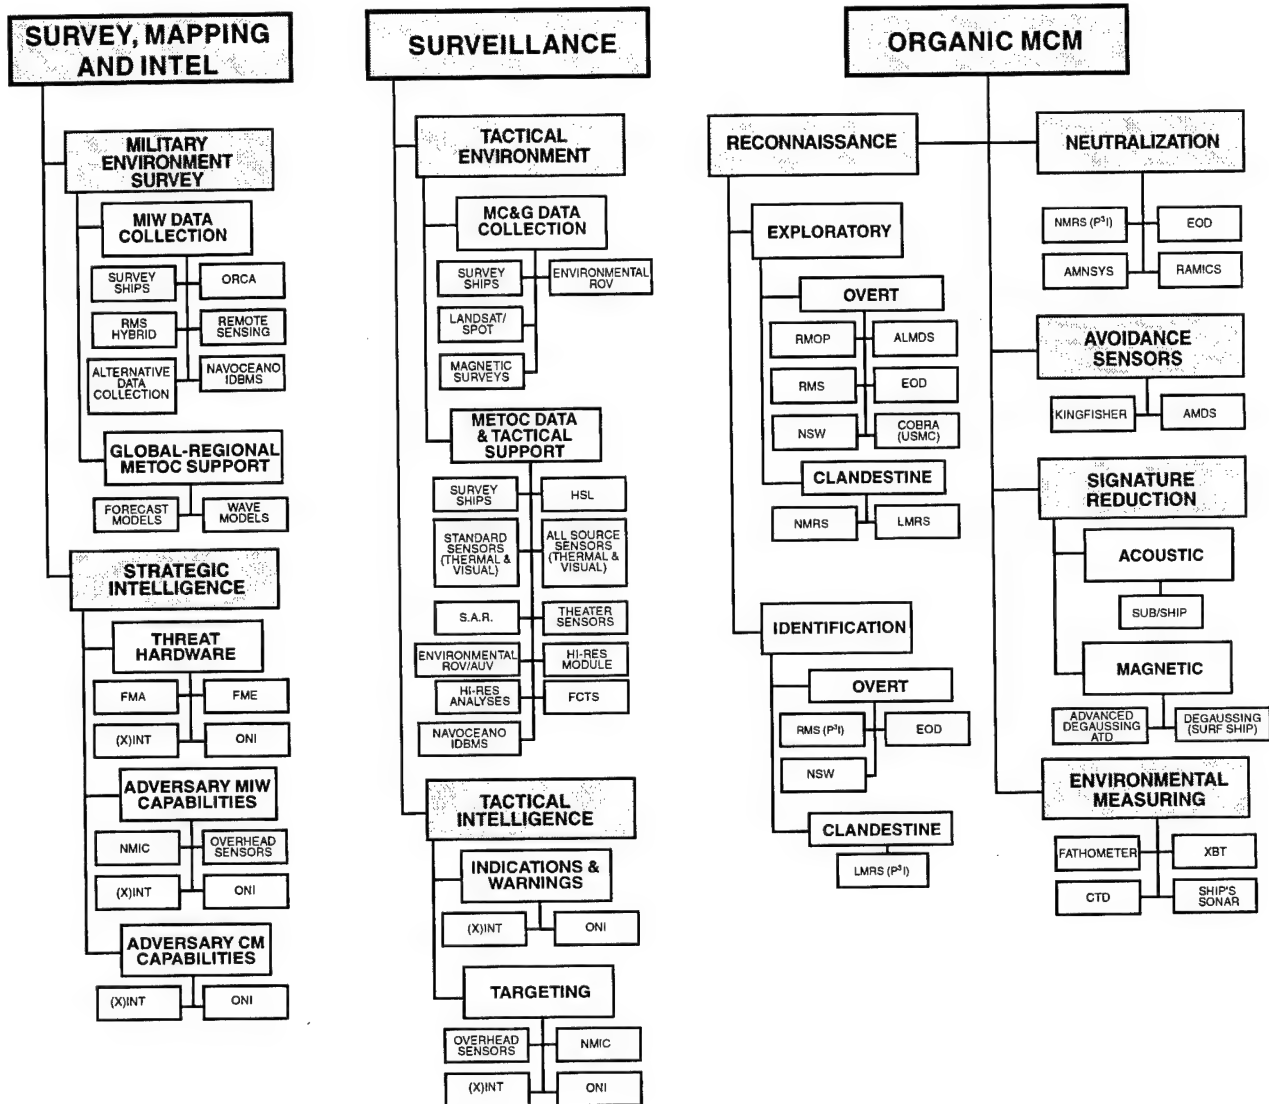 SURVEY, MAPPING
AND INTEL
MILITARY
ENVIRONMENT
SURVEY
MIW DATA
COLLECTION
SURVEY
SHIPS
ORCA
RMS
HYBRID
REMOTE
SENSING
ALTERNATIVE
DATA
COLLECTION
NAVOCEANO
IDBMS
GLOBAL-REGIONAL
METOC SUPPORT
FORECAST
MODELS
WAVE
MODELS
STRATEGIC
INTELLIGENCE
THREAT
HARDWARE
FMA
FME
(X)INT
ONI
ADVERSARY MIW
CAPABILITIES
NMIC
OVERHEAD
SENSORS
(X)INT
ONI
ADVERSARY CM
CAPABILITIES
(X)INT
ONI
SURVEILLANCE
TACTICAL
ENVIRONMENT
MC&G DATA
COLLECTION
SURVEY
SHIPS
ENVIRONMENTAL
ROV
LANDSAT/
SPOT
MAGNETIC
SURVEYS
METOC DATA
& TACTICAL
SUPPORT
SURVEY
SHIPS
HSL
STANDARD
SENSORS
(THERMAL &
VISUAL)
ALL SOURCE
SENSORS
(THERMAL &
VISUAL)
S.A.R.
THEATER
SENSORS
ENVIRONMENTAL
ROV/AUV
HI-RES
MODULE
HI-RES
ANALYSES
FCTS
NAVOCEANO
IDBMS
TACTICAL
INTELLIGENCE
INDICATIONS &
WARNINGS
(X)INT
ONI
TARGETING
OVERHEAD
SENSORS
NMIC
(X)INT
ONI
ORGANIC MCM
RECONNAISSANCE
EXPLORATORY
OVERT
RMOP
ALMDS
RMS
EOD
NSW
COBRA
(USMC)
CLANDESTINE
NMRS
LMRS
IDENTIFICATION
OVERT
RMS (P³I)
EOD
NSW
CLANDESTINE
LMRS (P³I)
NEUTRALIZATION
NMRS (P³I)
EOD
AMNSYS
RAMICS
AVOIDANCE
SENSORS
KINGFISHER
AMDS
SIGNATURE
REDUCTION
ACOUSTIC
SUB/SHIP
MAGNETIC
ADVANCED
DEGAUSSING
ATD
DEGAUSSING
(SURF SHIP)
ENVIRONMENTAL
MEASURING
FATHOMETER
XBT
CTD
SHIP'S
SONAR